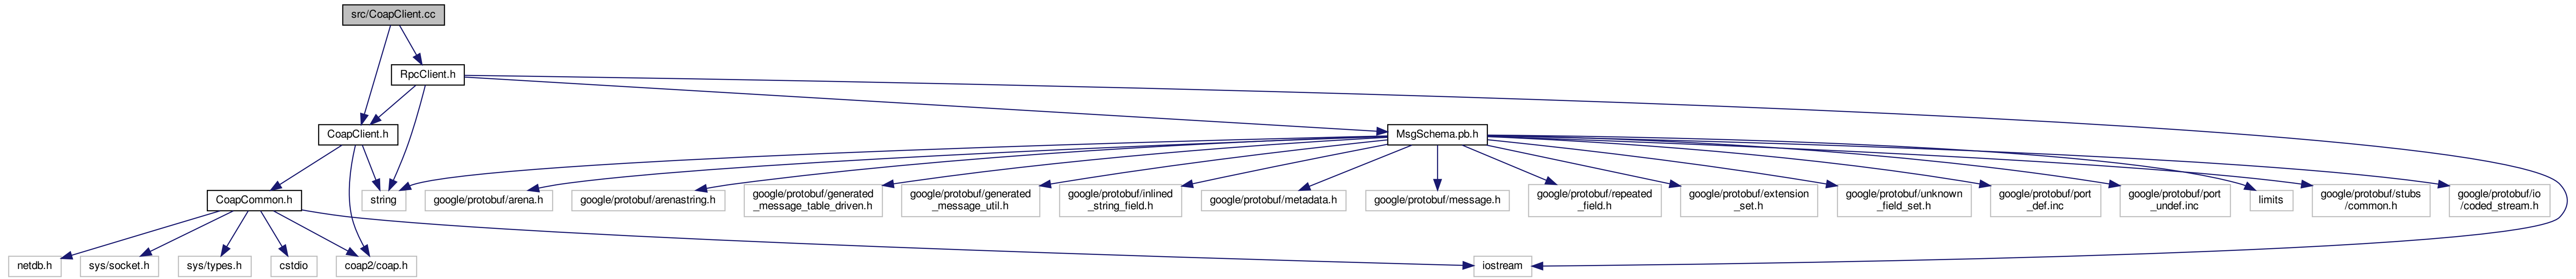 src/CoapClient.cc
RpcClient.h
CoapClient.h
MsgSchema.pb.h
CoapCommon.h
string
google/protobuf/arena.h
google/protobuf/arenastring.h
google/protobuf/generated
_message_table_driven.h
google/protobuf/generated
_message_util.h
google/protobuf/inlined
_string_field.h
google/protobuf/metadata.h
google/protobuf/message.h
google/protobuf/repeated
_field.h
google/protobuf/extension
_set.h
google/protobuf/unknown
_field_set.h
google/protobuf/port
_def.inc
google/protobuf/port
_undef.inc
limits
google/protobuf/stubs
/common.h
google/protobuf/io
/coded_stream.h
netdb.h
sys/socket.h
sys/types.h
cstdio
coap2/coap.h
iostream